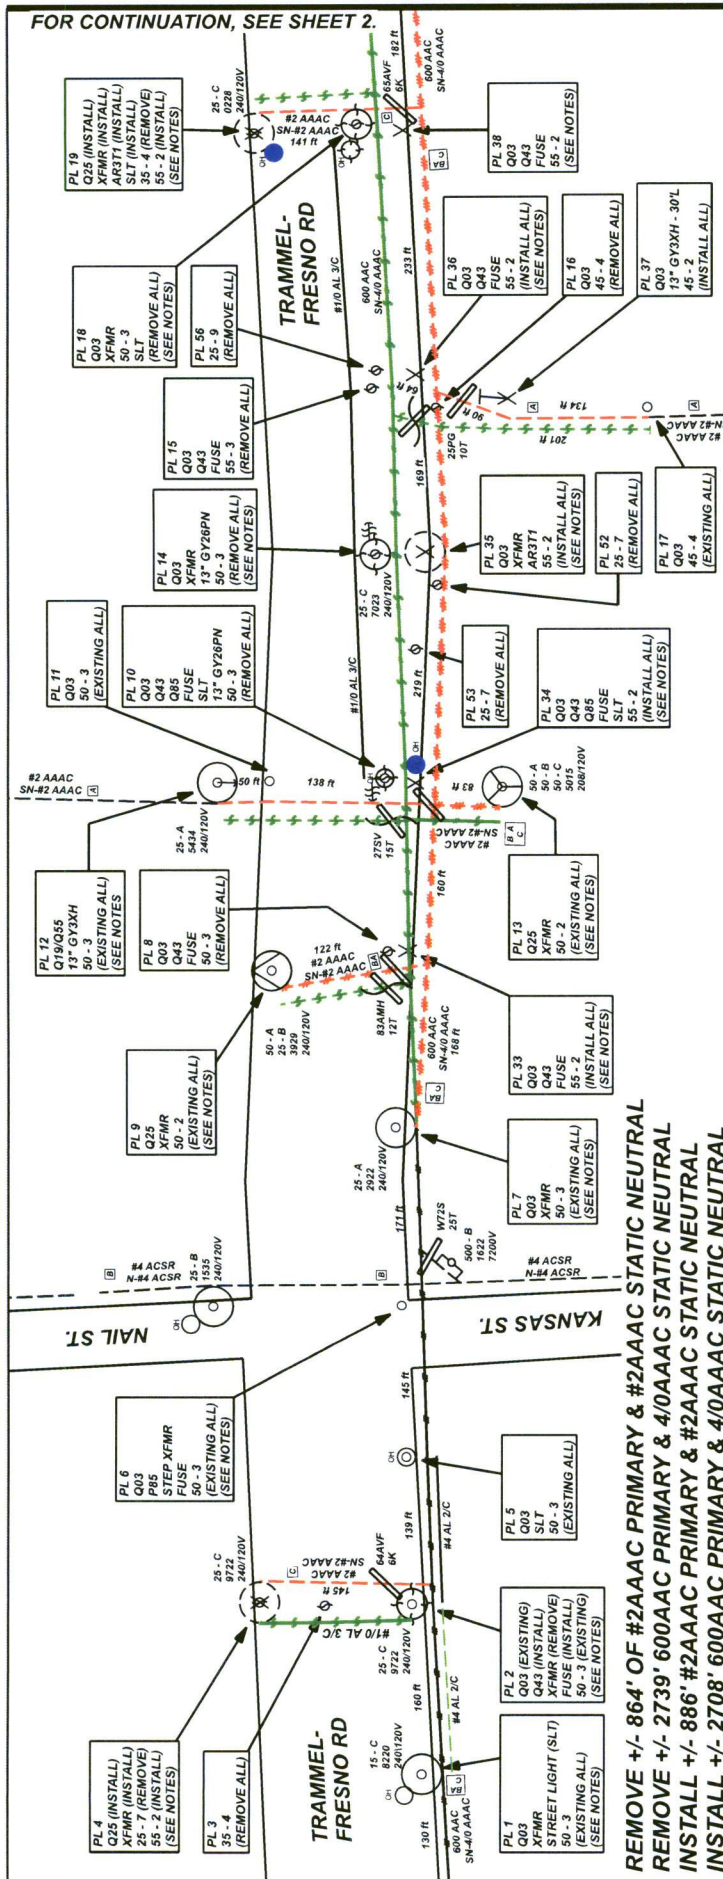 FOR CONTINUATION, SEE SHEET 2.
PL 19
Q25 (INSTALL)
XFMR (INSTALL)
AR3T1 (INSTALL)
SLT (INSTALL)
35 - 4 (REMOVE)
55 - 2 (INSTALL)
(SEE NOTES)
PL 18
Q03
XFMR
50 - 3
SLT
(REMOVE ALL)
(SEE NOTES)
PL 56
25 - 9
(REMOVE ALL)
PL 15
Q03
Q43
FUSE
55 - 3
(REMOVE ALL)
PL 14
Q03
XFMR
13" GY26PN
50 - 3
(REMOVE ALL)
(SEE NOTES)
PL 11
Q03
50 - 3
(EXISTING ALL)
PL 10
Q03
Q43
Q85
FUSE
SLT
13" GY26PN
50 - 3
(REMOVE ALL)
PL 12
Q19/Q55
13" GY3XH
50 - 3
(EXISTING ALL)
(SEE NOTES
PL 8
Q03
Q43
FUSE
50 - 3
(REMOVE ALL)
PL 9
Q25
XFMR
50 - 2
(EXISTING ALL)
(SEE NOTES)
PL 6
Q03
P85
STEP XFMR
FUSE
50 - 3
(EXISTING ALL)
(SEE NOTES)
PL 4
Q25 (INSTALL)
XFMR (INSTALL)
25 - 7 (REMOVE)
55 - 2 (INSTALL)
(SEE NOTES)
PL 3
35 - 4
(REMOVE ALL)
25 - C
0228
240/120V
OH
#2 AAAC
SN-#2 AAAC
141 ft
OH
TRAMMEL-
FRESNO RD
#1/0 AL 3/C
600 AAC
SN-4/0 AAAC
182 ft
600 AAC
SN-4/0 AAAC
65AVF
6K
C
BA
C
233 ft
64 ft
90 ft
A
134 ft
201 ft
A
SN-#2 AAAC
#2 AAAC
25PG
10T
169 ft
25 - C
7023
240/120V
#1/0 AL 3/C
219 ft
OH
OH
#2 AAAC
SN-#2 AAAC
A
50 ft
138 ft
25 - A
5434
240/120V
27SV
15T
83 ft
50 - A
50 - B
50 - C
5015
208/120V
#2 AAAC
SN-#2 AAAC
B A
C
160 ft
122 ft
#2 AAAC
SN-#2 AAAC
BA
50 - A
25 - B
3929
240/120V
83AMH
12T
600 AAC
SN-4/0 AAAC
168 ft
BA
C
25 - A
2922
240/120V
171 ft
W72S
25T
500 - B
1622
7200V
B
#4 ACSR
N-#4 ACSR
25 - B
1535
240/120V
OH
B
#4 ACSR
N-#4 ACSR
NAIL ST.
KANSAS ST.
145 ft
OH
#4 AL 2/C
139 ft
25 - C
9722
240/120V
C
SN-#2 AAAC
#2 AAAC
145 ft
64AVF
6K
#1/0 AL 3/C
25 - C
9722
240/120V
160 ft
#4 AL 2/C
TRAMMEL-
FRESNO RD
15 - C
8220
240\120V
OH
130 ft
600 AAC
SN-4/0 AAAC
BA
C
PL 38
Q03
Q43
FUSE
55 - 2
(SEE NOTES)
PL 36
Q03
Q43
FUSE
55 - 2
(INSTALL ALL)
(SEE NOTES)
PL 16
Q03
45 - 4
(REMOVE ALL)
PL 37
Q03
13" GY3XH - 30'L
45 - 2
(INSTALL ALL)
PL 17
Q03
45 - 4
(EXISTING ALL)
PL 35
Q03
XFMR
AR3T1
55 - 2
(INSTALL ALL)
(SEE NOTES)
PL 52
25 - 7
(REMOVE ALL)
PL 53
25 - 7
(REMOVE ALL)
PL 34
Q03
Q43
Q85
FUSE
SLT
55 - 2
(INSTALL ALL)
(SEE NOTES)
PL 13
Q25
XFMR
50 - 2
(EXISTING ALL)
(SEE NOTES)
PL 33
Q03
Q43
FUSE
55 - 2
(INSTALL ALL)
(SEE NOTES)
PL 7
Q03
XFMR
50 - 3
(EXISTING ALL)
(SEE NOTES)
PL 5
Q03
SLT
50 - 3
(EXISTING ALL)
PL 2
Q03 (EXISTING)
Q43 (INSTALL)
XFMR (REMOVE)
FUSE (INSTALL)
50 - 3 (EXISTING)
(SEE NOTES)
PL 1
Q03
XFMR
STREET LIGHT (SLT)
50 - 3
(EXISTING ALL)
(SEE NOTES)
REMOVE +/- 864' OF #2AAAC PRIMARY & #2AAAC STATIC NEUTRAL
REMOVE +/- 2739' 600AAC PRIMARY & 4/0AAAC STATIC NEUTRAL
INSTALL +/- 886' #2AAAC PRIMARY & #2AAAC STATIC NEUTRAL
INSTALL +/- 2708' 600AAC PRIMARY & 4/0AAAC STATIC NEUTRAL